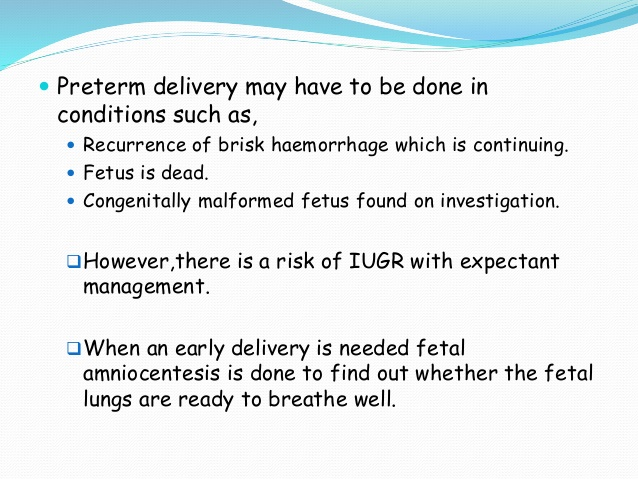 Preterm delivery may have to be done in
conditions such as,
Recurrence of brisk haemorrhage which is continuing.
Fetus is dead.
Congenitally malformed fetus found on investigation.
However,there is a risk of IUGR with expectant
management.
When an early delivery is needed fetal
amniocentesis is done to find out whether the fetal
lungs are ready to breathe well.